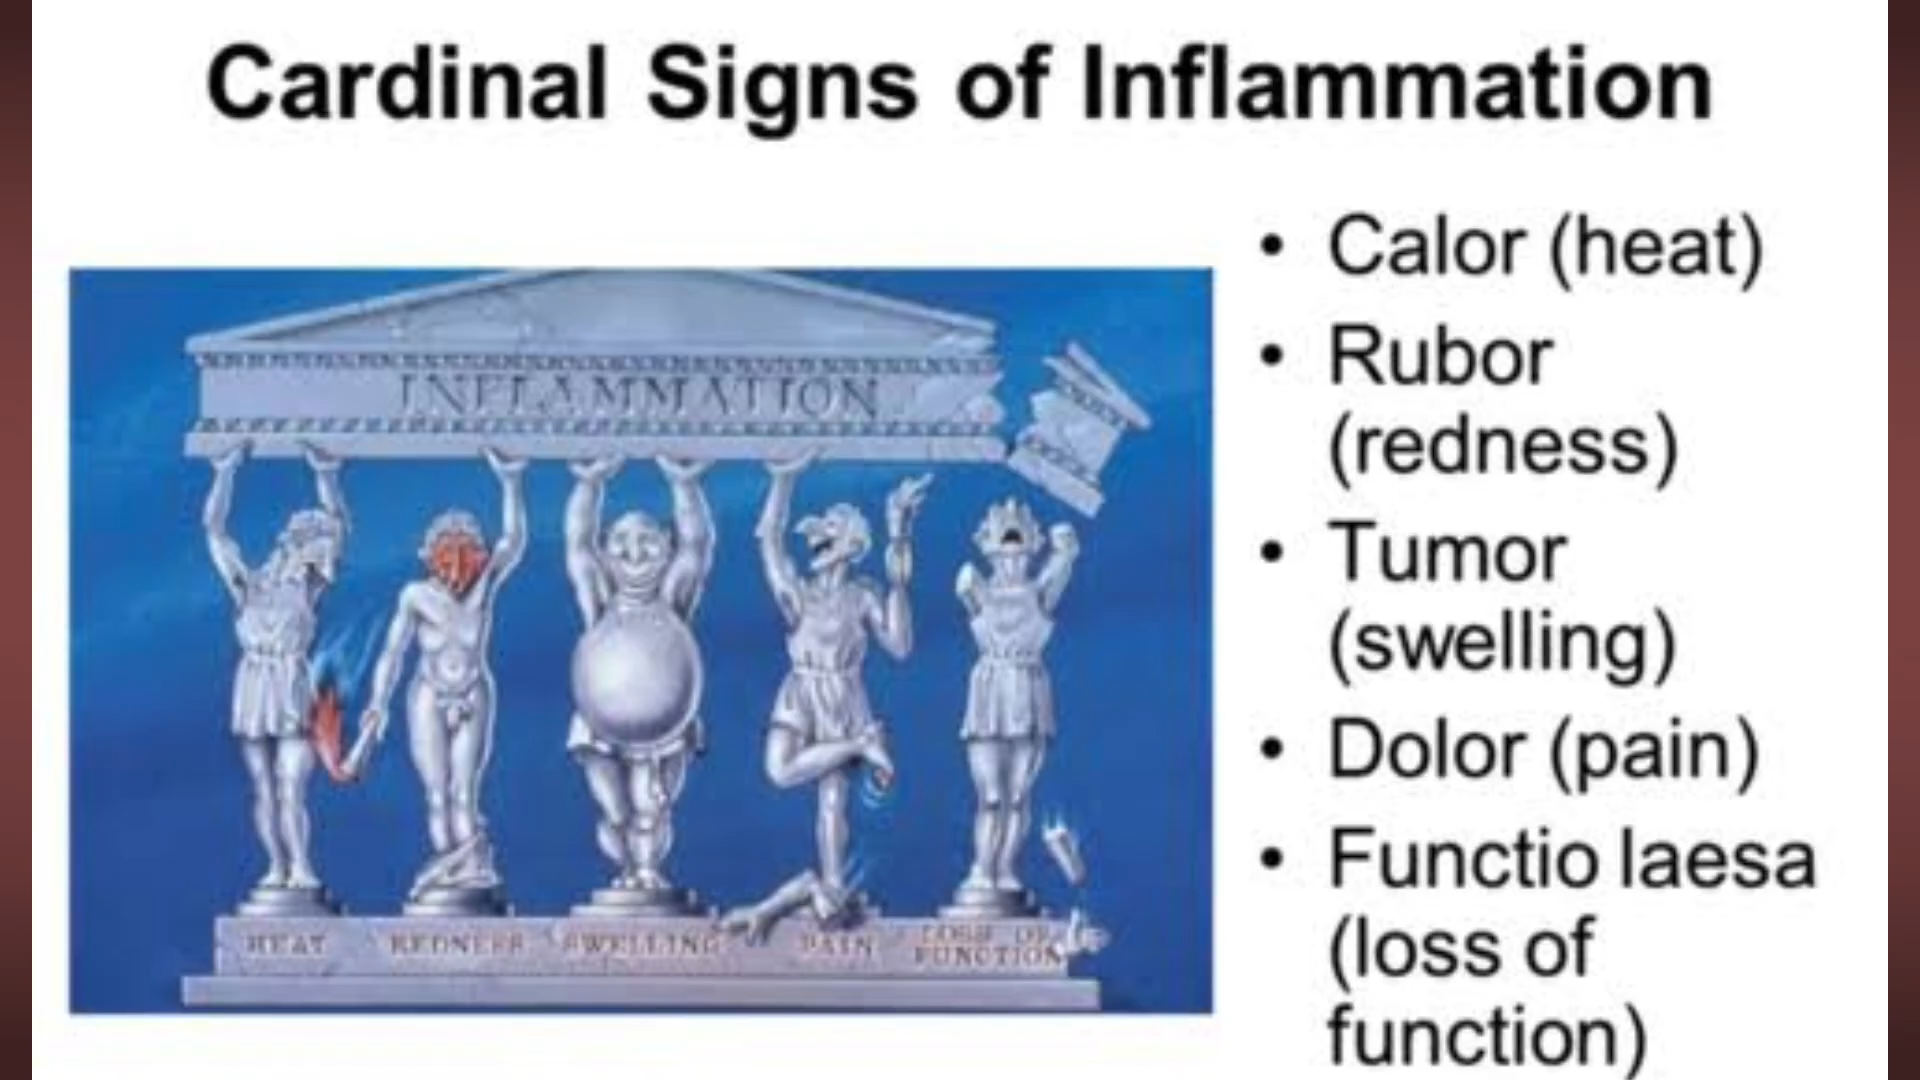 Cardinal Signs of Inflammation
INFLAMMATION
HEAT REDNESS SWELLING PAIN LOSS OF
FUNCTION
• Calor (heat)
• Rubor
(redness)
• Tumor
(swelling)
• Dolor (pain)
• Functio laesa
(loss of
function)